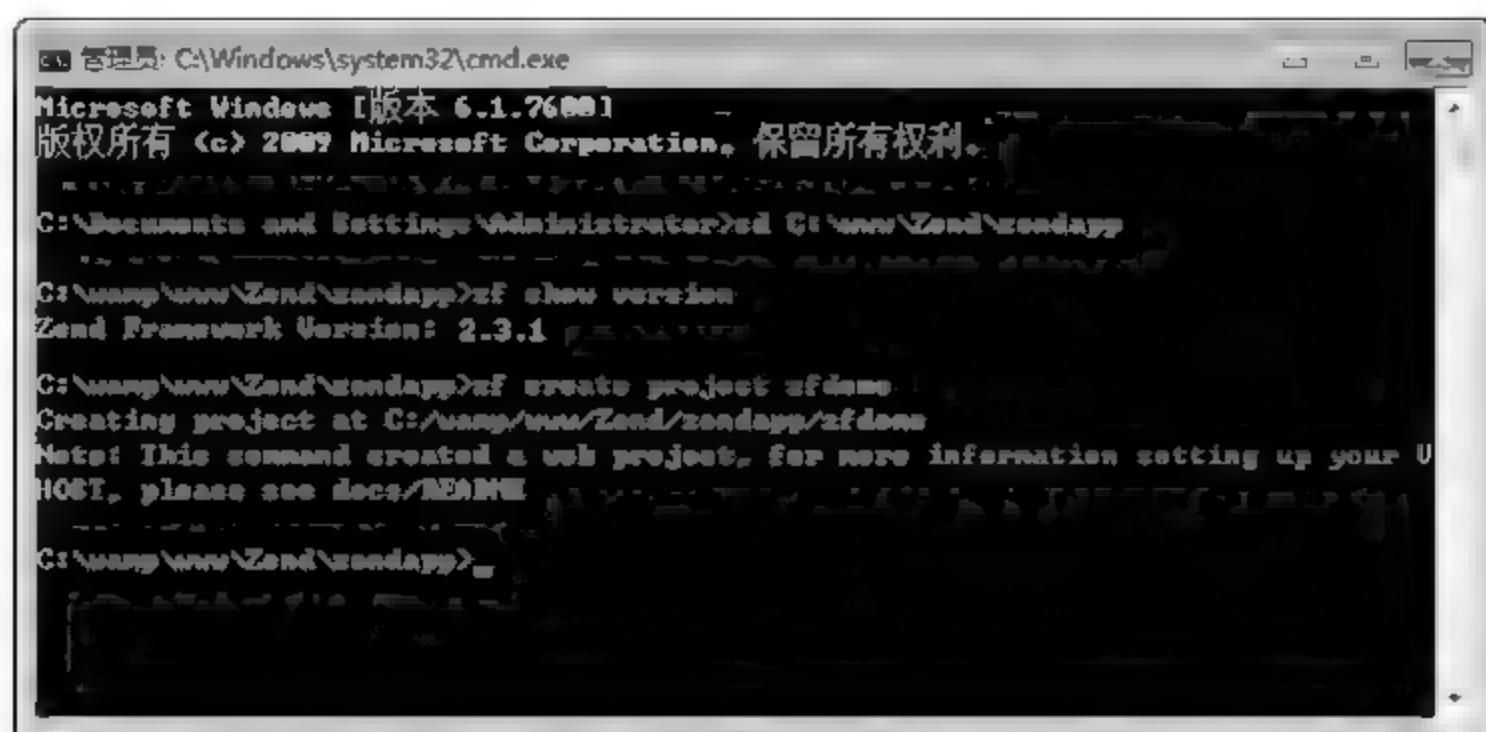 管理员: C:\Windows\system32\cmd.exe
Microsoft Windows [版本 6.1.7600]
版权所有 (c) 2009 Microsoft Corporation。保留所有权利。
C:\Documents and Settings\Administrator>cd C:\www\Zend\zendapp
C:\wamp\www\Zend\zendapp>zf show version
Zend Framework Version: 2.3.1
C:\wamp\www\Zend\zendapp>zf create project zfdemo
Creating project at C:/wamp/www/Zend/zendapp/zfdemo
Note: This command created a web project, for more information setting up your V
HOST, please see docs/README
C:\wamp\www\Zend\zendapp>_